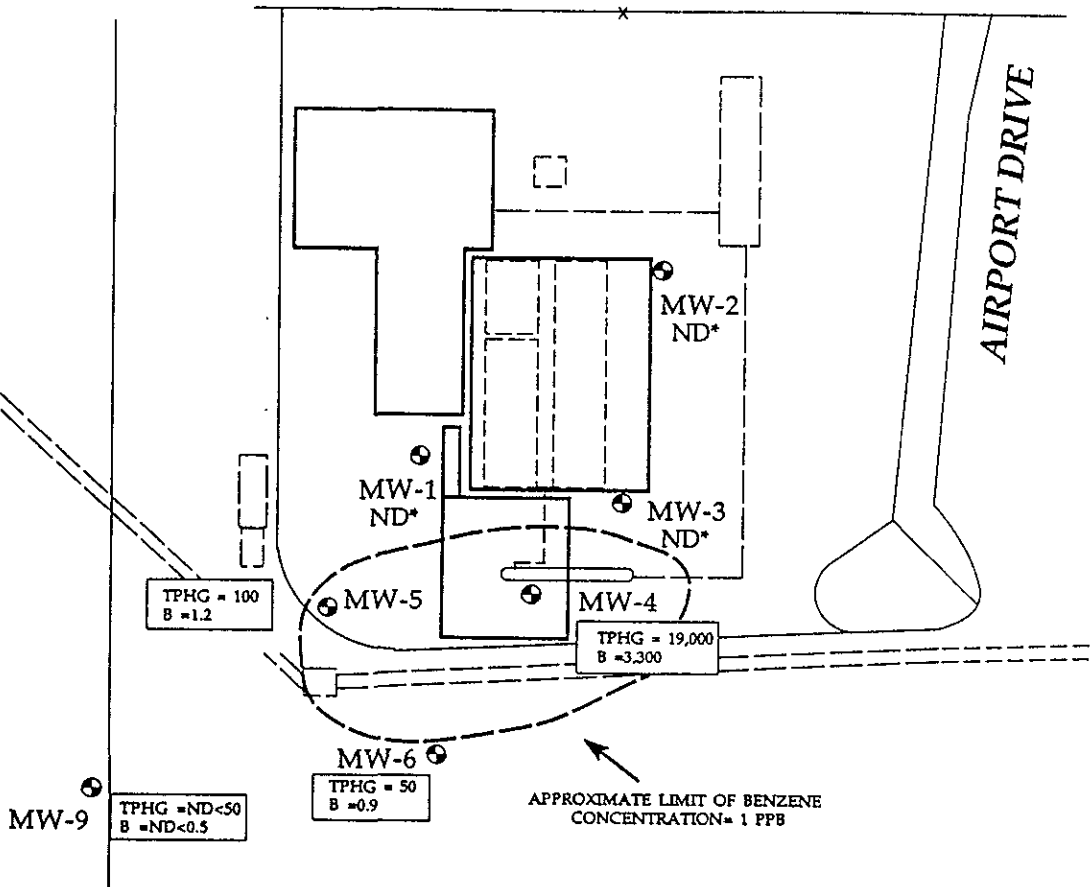 x
AIRPORT DRIVE
MW-2
ND*
MW-1
ND*
MW-3
ND*
TPHG = 100
B =1.2
MW-5
MW-4
TPHG = 19,000
B =3,300
MW-6
TPHG = 50
B =0.9
MW-9
TPHG =ND<50
B =ND<0.5
APPROXIMATE LIMIT OF BENZENE
CONCENTRATION= 1 PPB